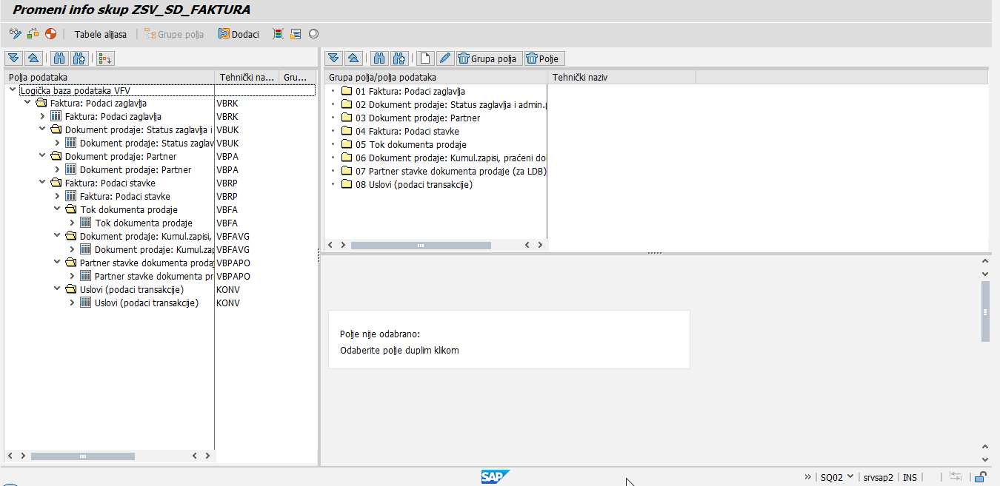 Promeni info skup ZSV_SD_FAKTURA
Tabele alijasa
Grupe polja
Dodaci
Grupa polja
Polje
Polja podataka
Tehnički na...
Gru...
Logička baza podataka VFV
Faktura: Podaci zaglavlja VBRK
Faktura: Podaci zaglavlja VBRK
Dokument prodaje: Status zaglavlja i VBUK
Dokument prodaje: Status zaglav VBUK
Dokument prodaje: Partner VBPA
Dokument prodaje: Partner VBPA
Faktura: Podaci stavke VBRP
Faktura: Podaci stavke VBRP
Tok dokumenta prodaje VBFA
Tok dokumenta prodaje VBFA
Dokument prodaje: Kumul.zapisi, VBFAVG
Dokument prodaje: Kumul.zap VBFAVG
Partner stavke dokumenta prodaj VBPAPO
Partner stavke dokumenta pr VBPAPO
Uslovi (podaci transakcije) KONV
Uslovi (podaci transakcije) KONV
Grupa polja/polja podataka
Tehnički naziv
01 Faktura: Podaci zaglavlja
02 Dokument prodaje: Status zaglavlja i admin.p
03 Dokument prodaje: Partner
04 Faktura: Podaci stavke
05 Tok dokumenta prodaje
06 Dokument prodaje: Kumul.zapisi, praćeni do
07 Partner stavke dokumenta prodaje (za LDB)
08 Uslovi (podaci transakcije)
Polje nije odabrano:
Odaberite polje duplim klikom
SAP
SQ02
srvsap2
INS